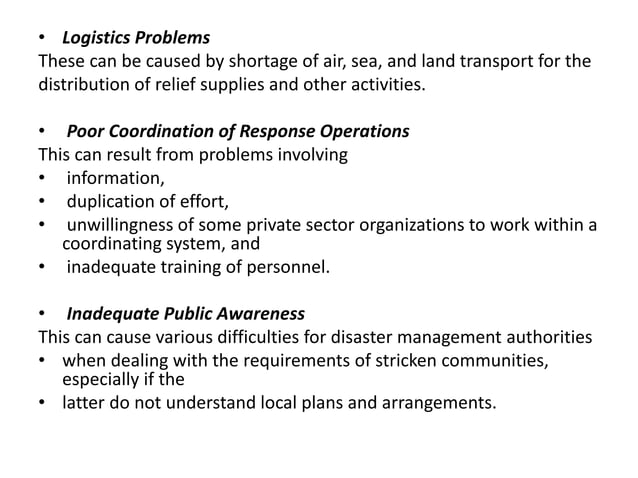 • Logistics Problems
These can be caused by shortage of air, sea, and land transport for the
distribution of relief supplies and other activities.
• Poor Coordination of Response Operations
This can result from problems involving
• information,
• duplication of effort,
• unwillingness of some private sector organizations to work within a
coordinating system, and
• inadequate training of personnel.
• Inadequate Public Awareness
This can cause various difficulties for disaster management authorities
• when dealing with the requirements of stricken communities,
especially if the
• latter do not understand local plans and arrangements.